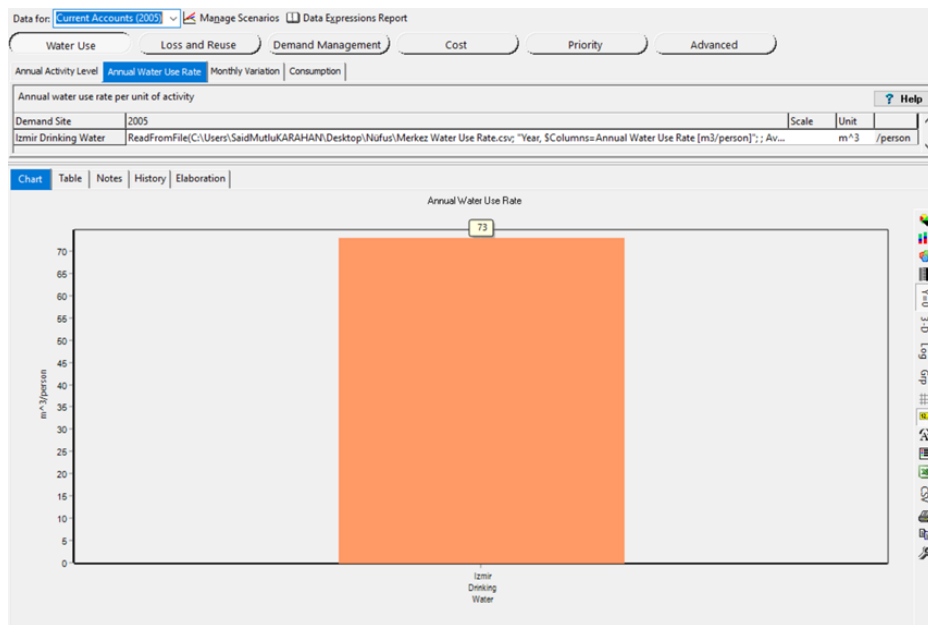 Data for: Current Accounts (2005) Manage Scenarios Data Expressions Report
Water Use Loss and Reuse Demand Management Cost Priority Advanced
Annual Activity Level Annual Water Use Rate Monthly Variation Consumption
Annual water use rate per unit of activity ? Help
Demand Site 2005 Scale Unit
Izmir Drinking Water ReadFromFile(C:\Users\SaidMutluKARAHAN\Desktop\Nüfus\Merkez Water Use Rate.csv; "Year, $Columns=Annual Water Use Rate [m3/person]"; ; Av... m^3 /person
Chart Table Notes History Elaboration
Annual Water Use Rate
73
70
65
60
55
50
45
40
35
30
25
20
15
10
5
0
m^3/person
Izmir
Drinking
Water
Y=0
3-D
Log
Grp
CSV